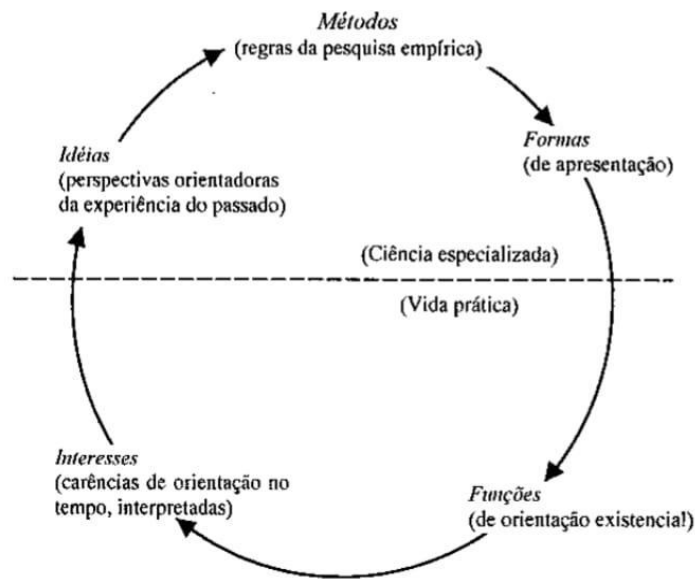 Métodos
(regras da pesquisa empírica)
Formas
(de apresentação)
Idéias
(perspectivas orientadoras
da experiência do passado)
(Ciência especializada)
(Vida prática)
Interesses
(carências de orientação no
tempo, interpretadas)
Funções
(de orientação existencial)